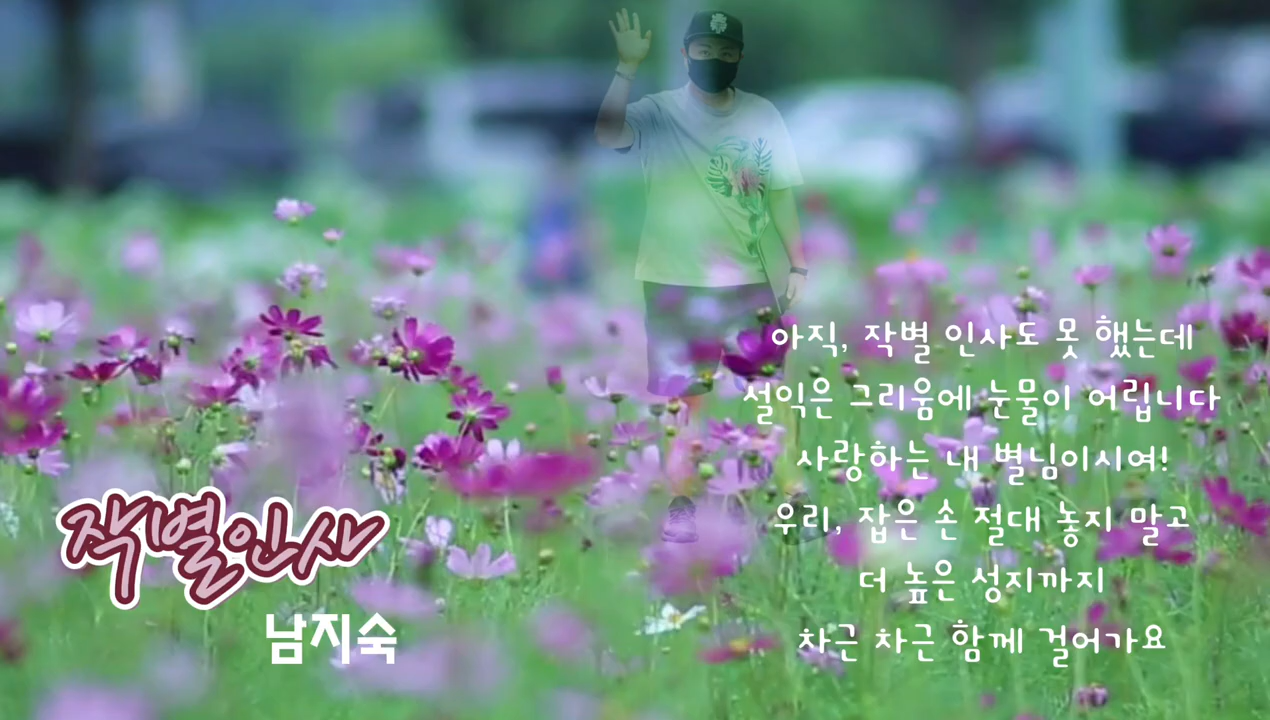 작별인사
남지숙
아직, 작별 인사도 못 했는데
설익은 그리움에 눈물이 어립니다
사랑하는 내 별님이시여!
우리, 잡은 손 절대 놓지 말고
더 높은 성지까지
차근 차근 함께 걸어가요